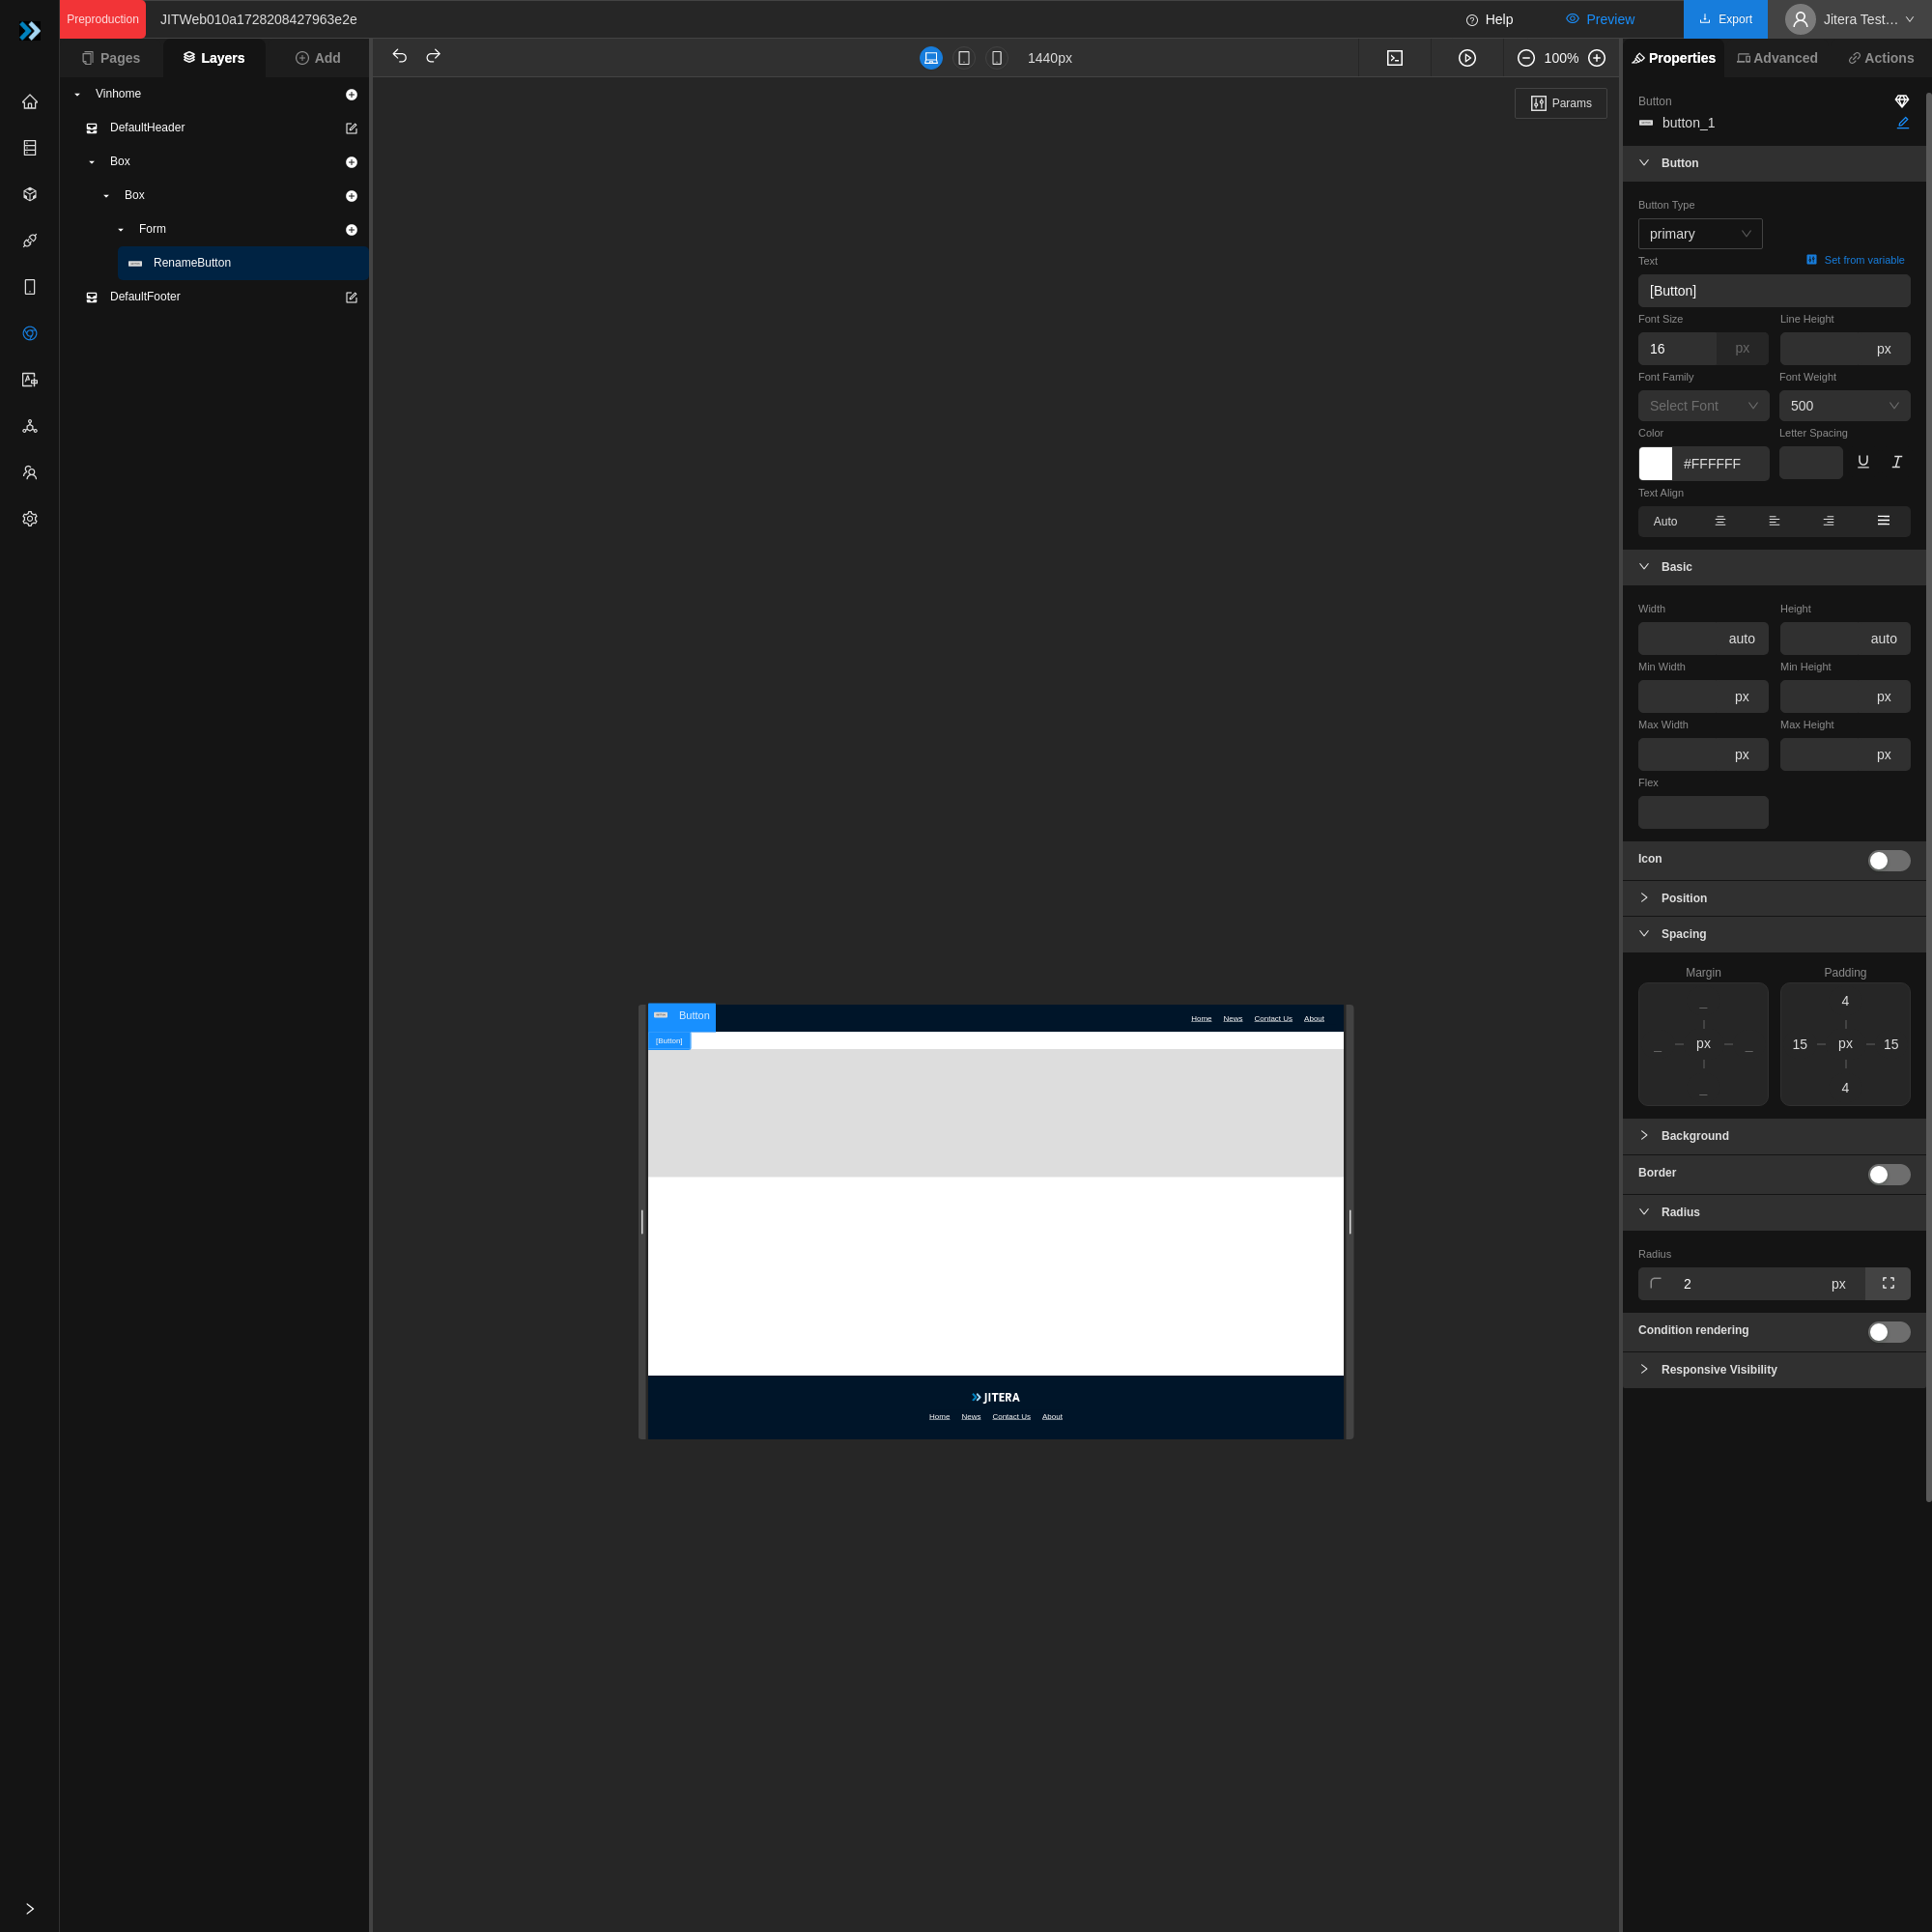 Preproduction JITWeb010a1728208427963e2e Help Preview Export Jitera Test...
Pages Layers Add 1440px 100% Properties Advanced Actions
Vinhome
DefaultHeader
Box
Box
Form
RenameButton
DefaultFooter
Params
Button
[Button]
Home News Contact Us About
JITERA
Home News Contact Us About
Button
button_1
Button
Button Type
primary
Text Set from variable
[Button]
Font Size Line Height
16 px px
Font Family Font Weight
Select Font 500
Color Letter Spacing
#FFFFFF
Text Align
Auto
Basic
Width Height
auto auto
Min Width Min Height
px px
Max Width Max Height
px px
Flex
Icon
Position
Spacing
Margin Padding
4
px 15 px 15
4
Background
Border
Radius
Radius
2 px
Condition rendering
Responsive Visibility